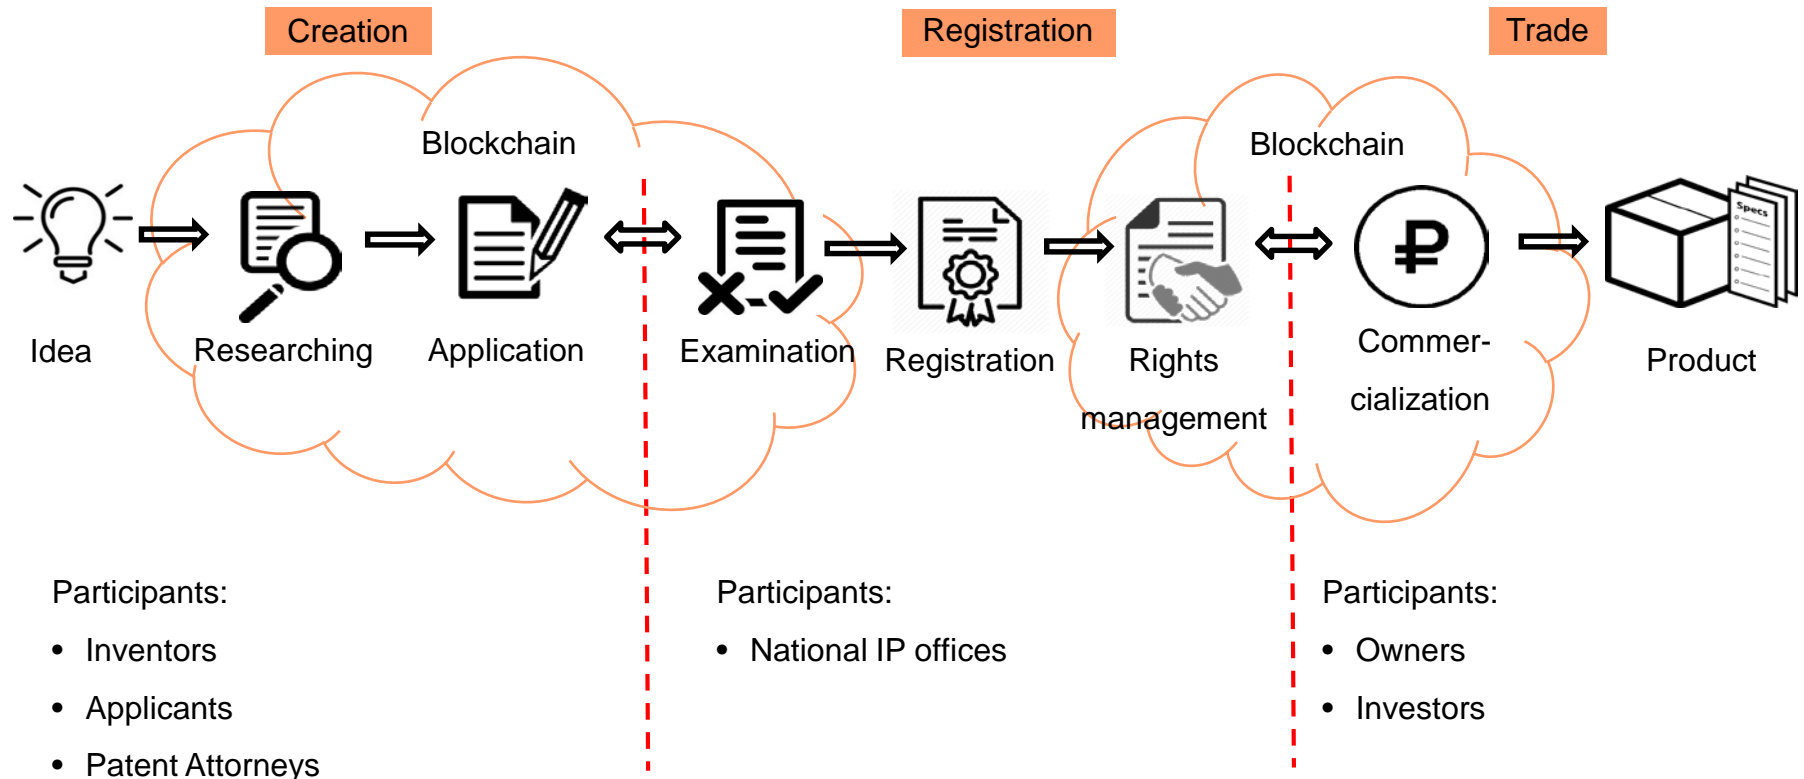 Creation
Registration
Trade
Blockchain
Blockchain
Specs
Idea
Researching
Application
Examination
Registration
Rights
management
Commer-
cialization
Product
Participants:
• Inventors
• Applicants
• Patent Attorneys
Participants:
• National IP offices
Participants:
• Owners
• Investors